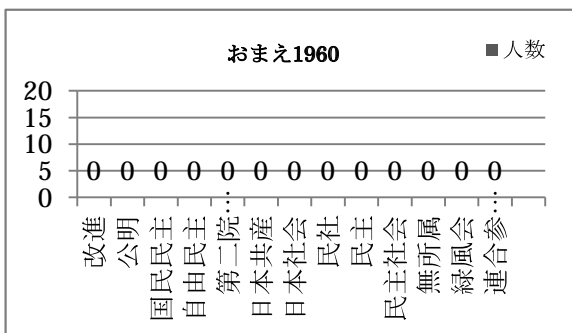 おまえ1960
■人数
20
15
10
5
0
0 0 0 0 0 0 0 0 0 0 0 0 0
改進
公明
国民民主
自由民主
第二院…
日本共産
日本社会
民社
民主
民主社会
無所属
緑風会
連合参…